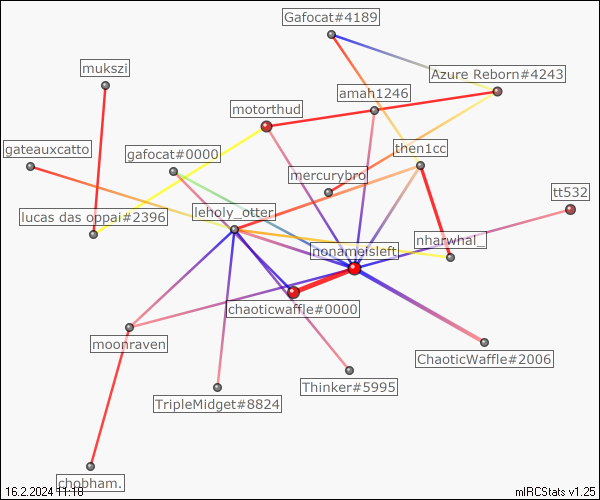 Gafocat#4189
mukszi
Azure Reborn#4243
amah1246
motorthud
gateauxcatto
gafocat#0000
then1cc
mercurybro
tt532
lucas das oppai#2396
leholy_otter
nharwhal_
nonameisleft
chaoticwaffle#0000
moonraven
ChaoticWaffle#2006
Thinker#5995
TripleMidget#8824
chobham.
16.2.2024 11:18
mIRCStats v1.25